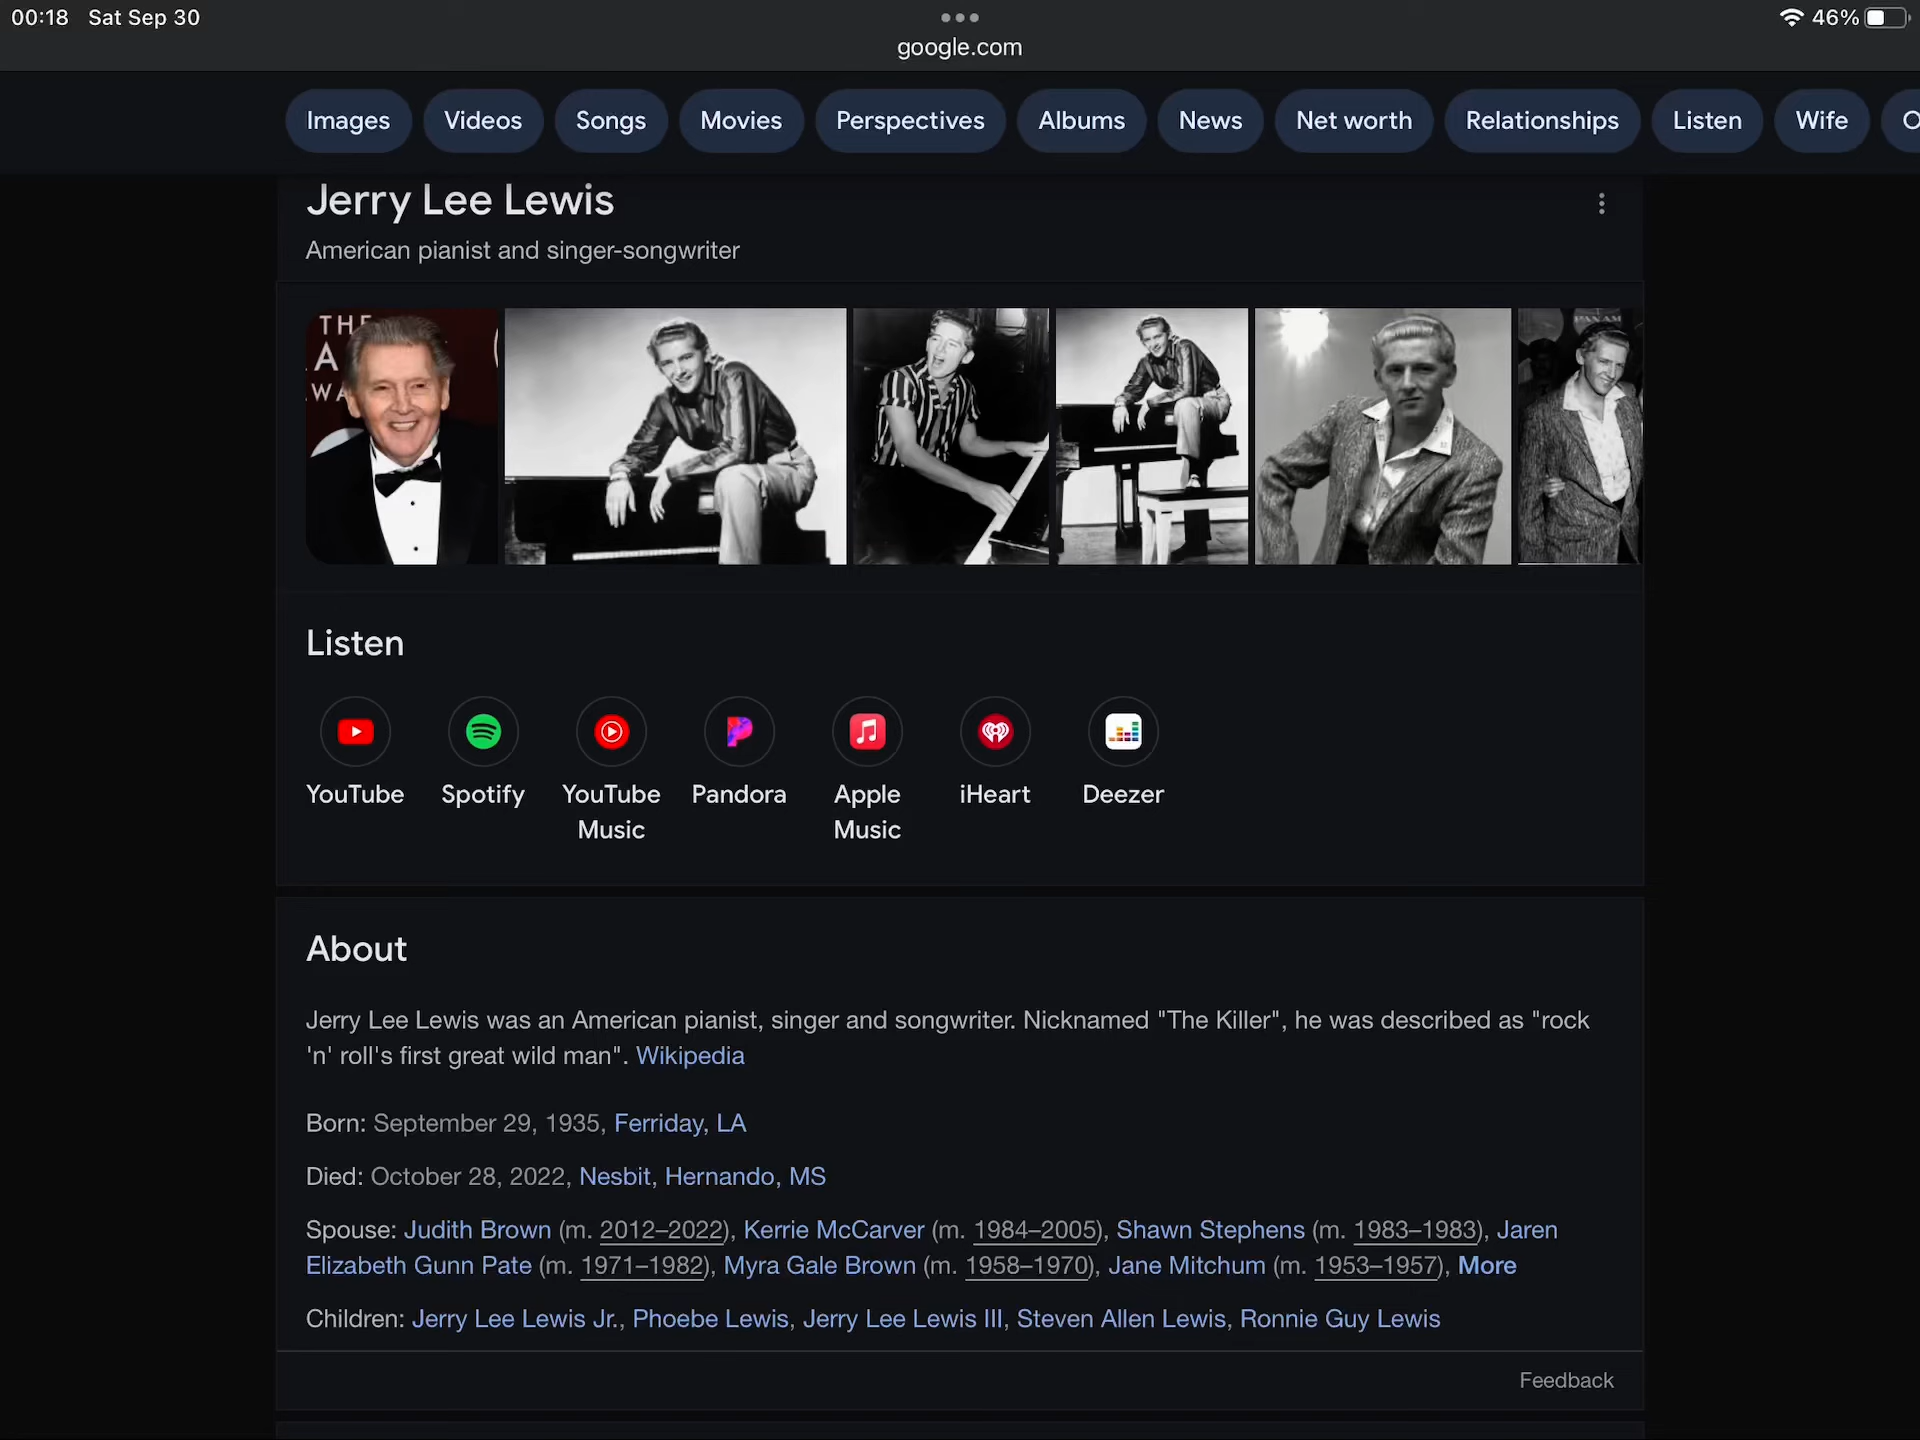 00:18 Sat Sep 30
46%
google.com
Images Videos Songs Movies Perspectives Albums News Net worth Relationships Listen Wife
Jerry Lee Lewis
American pianist and singer-songwriter
THE
PAN AM
Listen
YouTube Spotify YouTube Pandora Apple iHeart Deezer
Music Music
About
Jerry Lee Lewis was an American pianist, singer and songwriter. Nicknamed "The Killer", he was described as "rock
'n' roll's first great wild man". Wikipedia
Born: September 29, 1935, Ferriday, LA
Died: October 28, 2022, Nesbit, Hernando, MS
Spouse: Judith Brown (m. 2012–2022), Kerrie McCarver (m. 1984–2005), Shawn Stephens (m. 1983–1983), Jaren
Elizabeth Gunn Pate (m. 1971–1982), Myra Gale Brown (m. 1958–1970), Jane Mitchum (m. 1953–1957), More
Children: Jerry Lee Lewis Jr., Phoebe Lewis, Jerry Lee Lewis III, Steven Allen Lewis, Ronnie Guy Lewis
Feedback